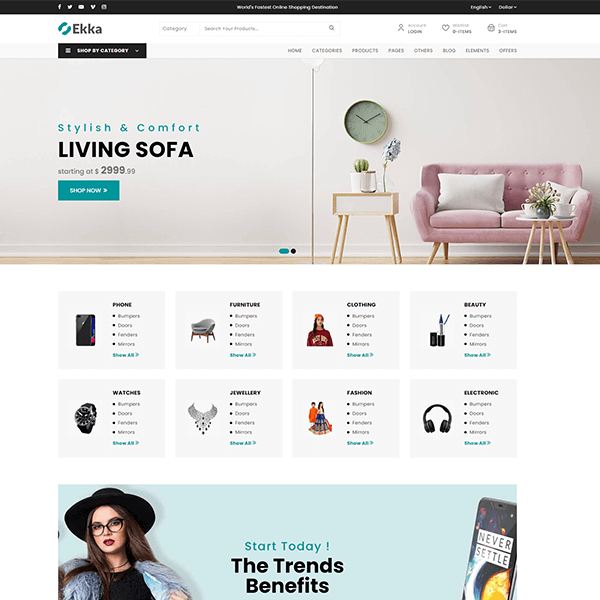 World's Fastest Online Shopping Destination
English
Dollar
Ekka
Category
Search Your Products...
Account
LOGIN
Wishlist
0-ITEMS
Cart
3-ITEMS
SHOP BY CATEGORY
HOME CATEGORIES PRODUCTS PAGES OTHERS BLOG ELEMENTS OFFERS
Stylish & Comfort
LIVING SOFA
starting at $ 2999.99
SHOP NOW
PHONE
Bumpers
Doors
Fenders
Mirrors
Show All
FURNITURE
Bumpers
Doors
Fenders
Mirrors
Show All
CLOTHING
Bumpers
Doors
Fenders
Mirrors
Show All
BEAUTY
Bumpers
Doors
Fenders
Mirrors
Show All
WATCHES
Bumpers
Doors
Fenders
Mirrors
Show All
JEWELLERY
Bumpers
Doors
Fenders
Mirrors
Show All
FASHION
Bumpers
Doors
Fenders
Mirrors
Show All
ELECTRONIC
Bumpers
Doors
Fenders
Mirrors
Show All
Start Today !
The Trends
Benefits
NEVER
SETTLE